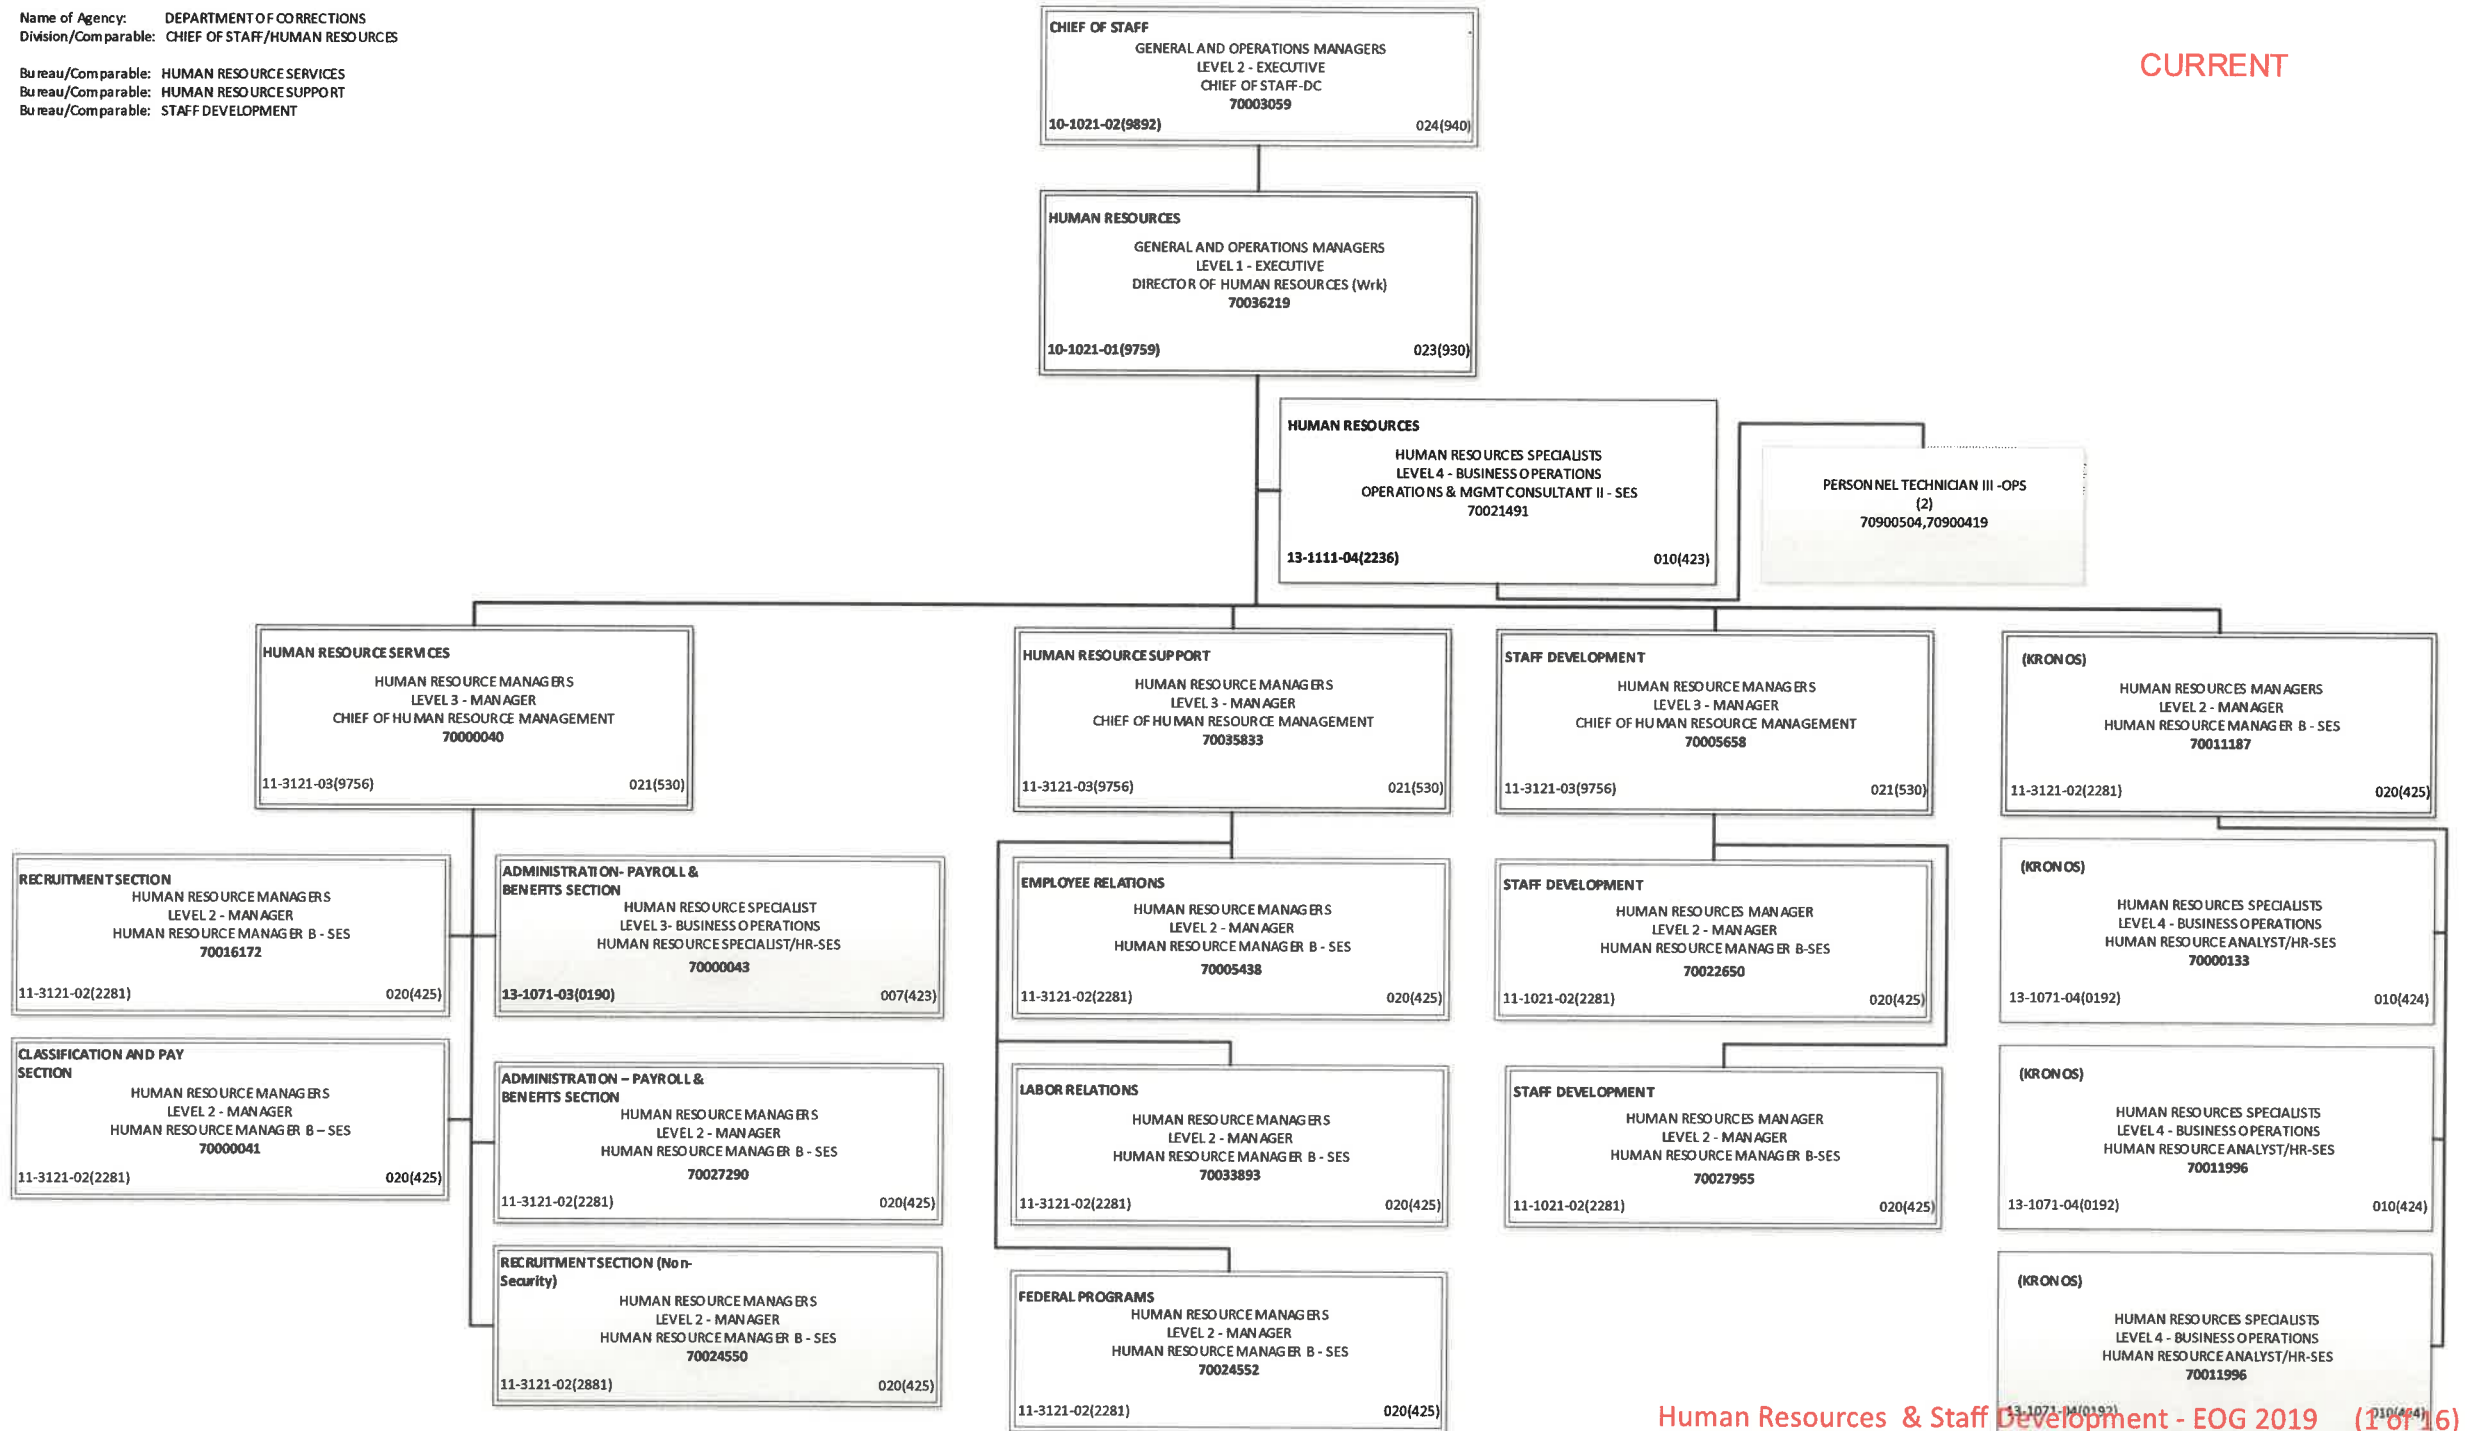 Name of Agency: DEPARTMENT OF CORRECTIONS
Division/Comparable: CHIEF OF STAFF/HUMAN RESOURCES
Bureau/Comparable: HUMAN RESOURCE SERVICES
Bureau/Comparable: HUMAN RESOURCE SUPPORT
Bureau/Comparable: STAFF DEVELOPMENT
CURRENT
CHIEF OF STAFF
GENERAL AND OPERATIONS MANAGERS
LEVEL 2 - EXECUTIVE
CHIEF OF STAFF-DC
70003059
10-1021-02(9892) 024(940)
HUMAN RESOURCES
GENERAL AND OPERATIONS MANAGERS
LEVEL 1 - EXECUTIVE
DIRECTOR OF HUMAN RESOURCES (Wrk)
70036219
10-1021-01(9759) 023(930)
HUMAN RESOURCES
HUMAN RESOURCES SPECIALISTS
LEVEL 4 - BUSINESS OPERATIONS
OPERATIONS & MGMT CONSULTANT II - SES
70021491
13-1111-04(2236) 010(423)
PERSONNEL TECHNICIAN III -OPS
(2)
70900504,70900419
HUMAN RESOURCE SERVICES
HUMAN RESOURCE MANAGERS
LEVEL 3 - MANAGER
CHIEF OF HUMAN RESOURCE MANAGEMENT
70000040
11-3121-03(9756) 021(530)
HUMAN RESOURCE SUPPORT
HUMAN RESOURCE MANAGERS
LEVEL 3 - MANAGER
CHIEF OF HUMAN RESOURCE MANAGEMENT
70035833
11-3121-03(9756) 021(530)
STAFF DEVELOPMENT
HUMAN RESOURCE MANAGERS
LEVEL 3 - MANAGER
CHIEF OF HUMAN RESOURCE MANAGEMENT
70005658
11-3121-03(9756) 021(530)
(KRONOS)
HUMAN RESOURCES MANAGERS
LEVEL 2 - MANAGER
HUMAN RESOURCE MANAGER B - SES
70011187
11-3121-02(2281) 020(425)
RECRUITMENT SECTION
HUMAN RESOURCE MANAGERS
LEVEL 2 - MANAGER
HUMAN RESOURCE MANAGER B - SES
70016172
11-3121-02(2281) 020(425)
ADMINISTRATION- PAYROLL &
BENEFITS SECTION
HUMAN RESOURCE SPECIALIST
LEVEL 3- BUSINESS OPERATIONS
HUMAN RESOURCE SPECIALIST/HR-SES
70000043
13-1071-03(0190) 007(423)
EMPLOYEE RELATIONS
HUMAN RESOURCE MANAGERS
LEVEL 2 - MANAGER
HUMAN RESOURCE MANAGER B - SES
70005438
11-3121-02(2281) 020(425)
STAFF DEVELOPMENT
HUMAN RESOURCES MANAGER
LEVEL 2 - MANAGER
HUMAN RESOURCE MANAGER B-SES
70022650
11-1021-02(2281) 020(425)
(KRONOS)
HUMAN RESOURCES SPECIALISTS
LEVEL 4 - BUSINESS OPERATIONS
HUMAN RESOURCE ANALYST/HR-SES
70000133
13-1071-04(0192) 010(424)
CLASSIFICATION AND PAY
SECTION
HUMAN RESOURCE MANAGERS
LEVEL 2 - MANAGER
HUMAN RESOURCE MANAGER B – SES
70000041
11-3121-02(2281) 020(425)
ADMINISTRATION – PAYROLL &
BENEFITS SECTION
HUMAN RESOURCE MANAGERS
LEVEL 2 - MANAGER
HUMAN RESOURCE MANAGER B - SES
70027290
11-3121-02(2281) 020(425)
LABOR RELATIONS
HUMAN RESOURCE MANAGERS
LEVEL 2 - MANAGER
HUMAN RESOURCE MANAGER B - SES
70033893
11-3121-02(2281) 020(425)
STAFF DEVELOPMENT
HUMAN RESOURCES MANAGER
LEVEL 2 - MANAGER
HUMAN RESOURCE MANAGER B-SES
70027955
11-1021-02(2281) 020(425)
(KRONOS)
HUMAN RESOURCES SPECIALISTS
LEVEL 4 - BUSINESS OPERATIONS
HUMAN RESOURCE ANALYST/HR-SES
70011996
13-1071-04(0192) 010(424)
RECRUITMENT SECTION (Non-
Security)
HUMAN RESOURCE MANAGERS
LEVEL 2 - MANAGER
HUMAN RESOURCE MANAGER B - SES
70024550
11-3121-02(2881) 020(425)
FEDERAL PROGRAMS
HUMAN RESOURCE MANAGERS
LEVEL 2 - MANAGER
HUMAN RESOURCE MANAGER B - SES
70024552
11-3121-02(2281) 020(425)
(KRONOS)
HUMAN RESOURCES SPECIALISTS
LEVEL 4 - BUSINESS OPERATIONS
HUMAN RESOURCE ANALYST/HR-SES
70011996
13-1071-04(0192) 010(424)
Human Resources & Staff Development - EOG 2019 (1 of 16)